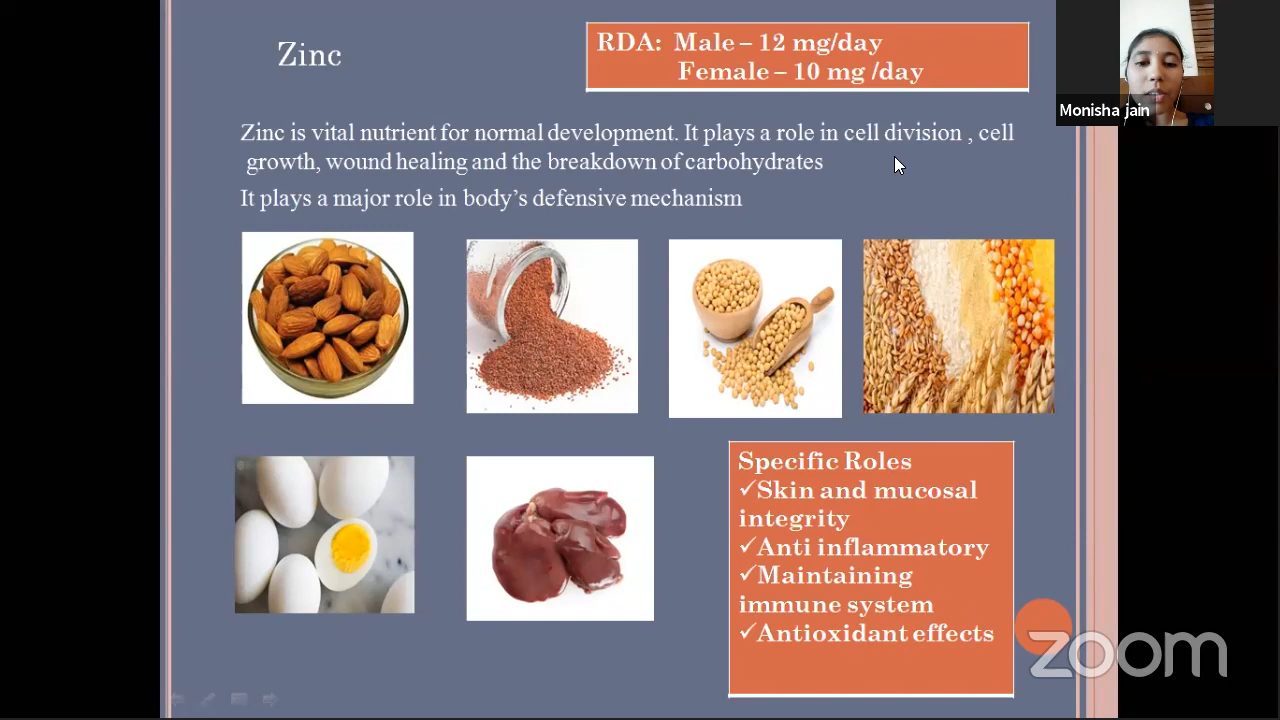 Zinc
RDA: Male – 12 mg/day
Female – 10 mg /day
Monisha jain
Zinc is vital nutrient for normal development. It plays a role in cell division , cell
growth, wound healing and the breakdown of carbohydrates
It plays a major role in body’s defensive mechanism
Specific Roles
✓Skin and mucosal
integrity
✓Anti inflammatory
✓Maintaining
immune system
✓Antioxidant effects
zoom